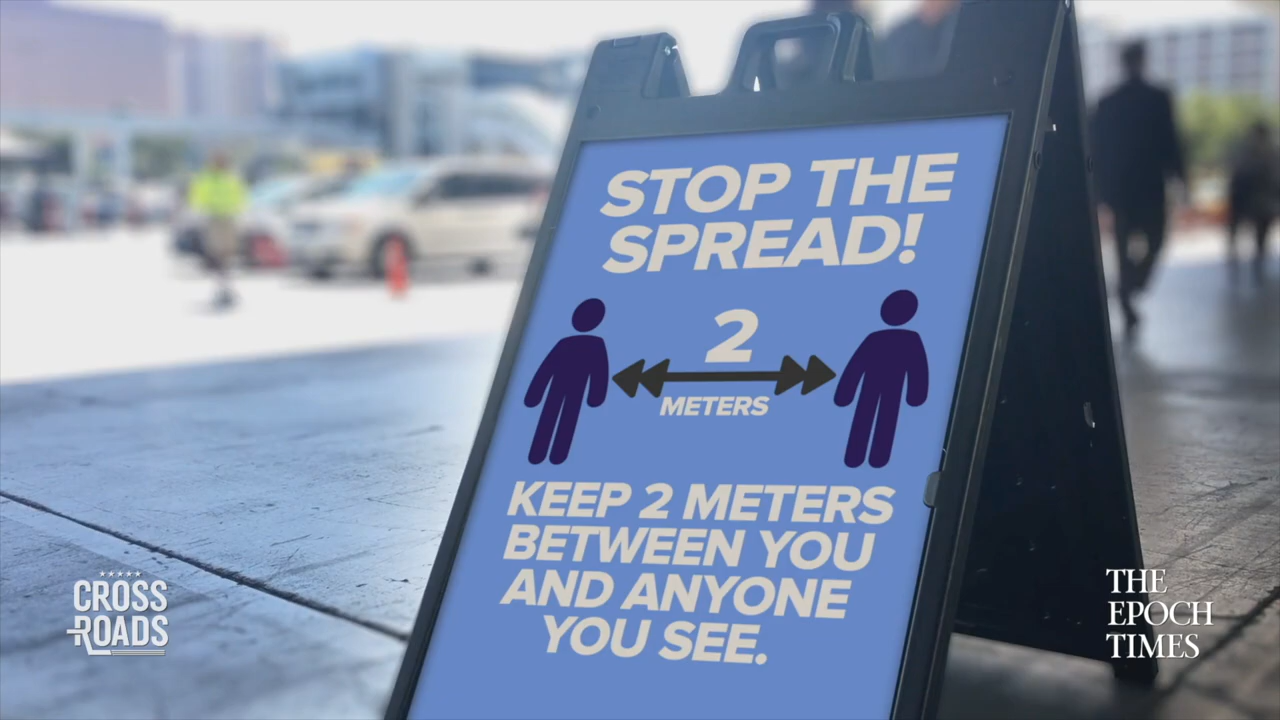 STOP THE
SPREAD!
2
METERS
KEEP 2 METERS
BETWEEN YOU
AND ANYONE
YOU SEE.
CROSS
ROADS
THE
EPOCH
TIMES